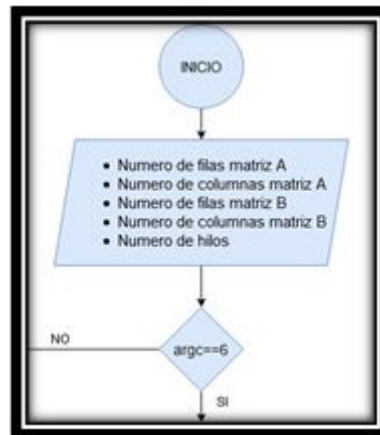 INICIO
• Numero de filas matriz A
• Numero de columnas matriz A
• Numero de filas matriz B
• Numero de columnas matriz B
• Numero de hilos
NO
argc==6
SI